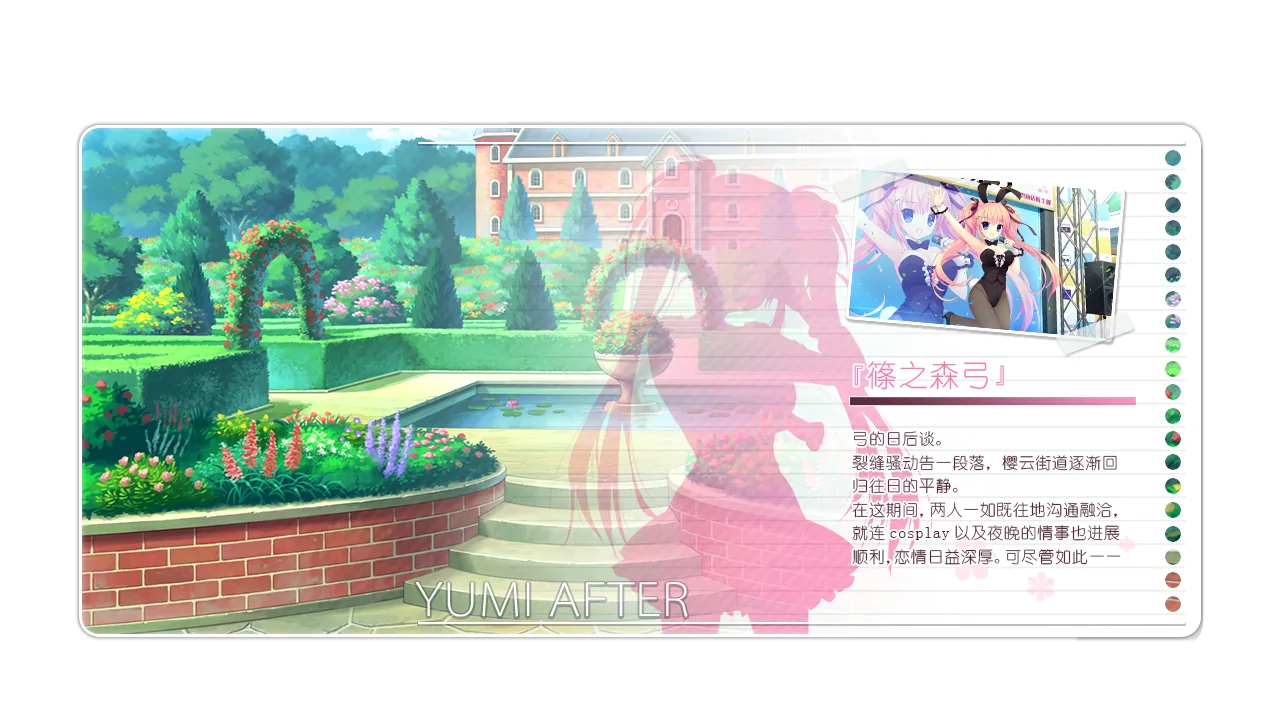 『篠之森弓』
弓的日后谈。
裂缝骚动告一段落，樱云街道逐渐回
归往日的平静。
在这期间，两人一如既往地沟通融洽，
就连 cosplay 以及夜晚的情事也进展
顺利，恋情日益深厚。可尽管如此——
YUMI AFTER